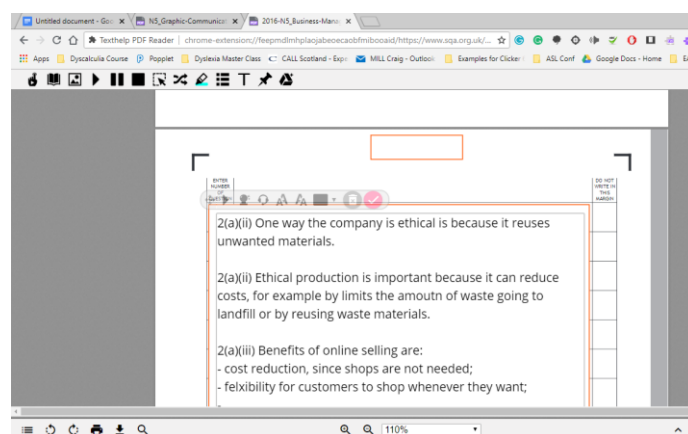 Untitled document - Goo
N5_Graphic-Communicat
2016-N5_Business-Mana
Texthelp PDF Reader
chrome-extension://feepmdlmhplaojabeoecaobfmibooaid/https://www.sqa.org.uk/...
Apps
Dyscalculia Course
Popplet
Dyslexia Master Class
CALL Scotland - Expr
MILL Craig - Outlook
Examples for Clicker
ASL Conf
Google Docs - Home
ENTER
NUMBER
OF
QUESTION
DO NOT
WRITE IN
THIS
MARGIN
2(a)(ii) One way the company is ethical is because it reuses
unwanted materials.
2(a)(ii) Ethical production is important because it can reduce
costs, for example by limits the amoutn of waste going to
landfill or by reusing waste materials.
2(a)(iii) Benefits of online selling are:
- cost reduction, since shops are not needed;
- felxibility for customers to shop whenever they want;
-
110%